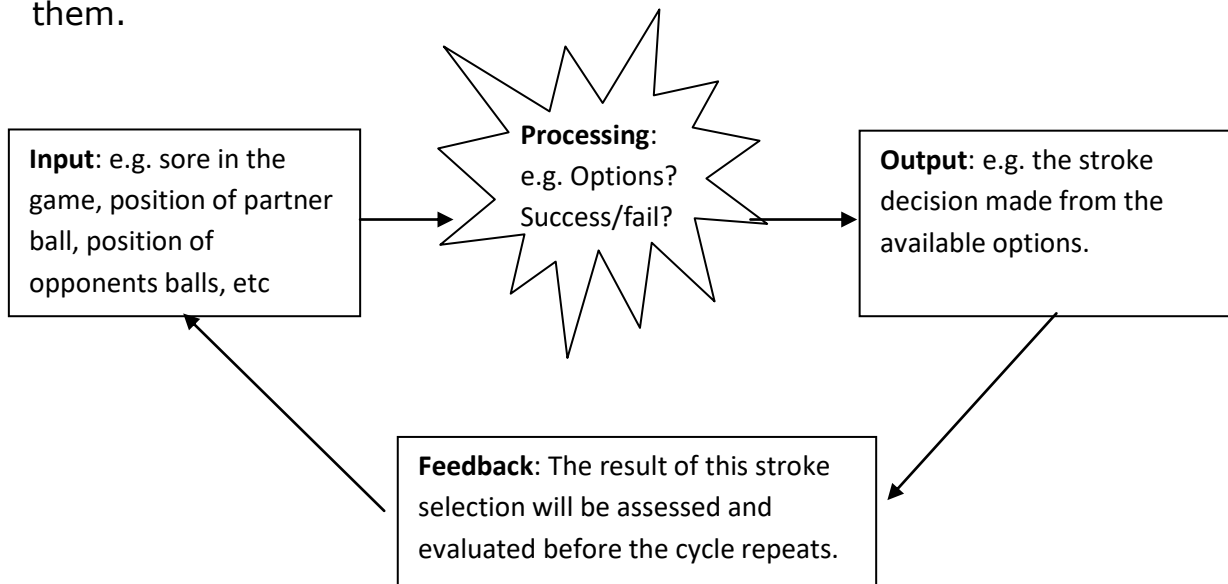 them.
Input: e.g. sore in the
game, position of partner
ball, position of
opponents balls, etc
Processing:
e.g. Options?
Success/fail?
Output: e.g. the stroke
decision made from the
available options.
Feedback: The result of this stroke
selection will be assessed and
evaluated before the cycle repeats.